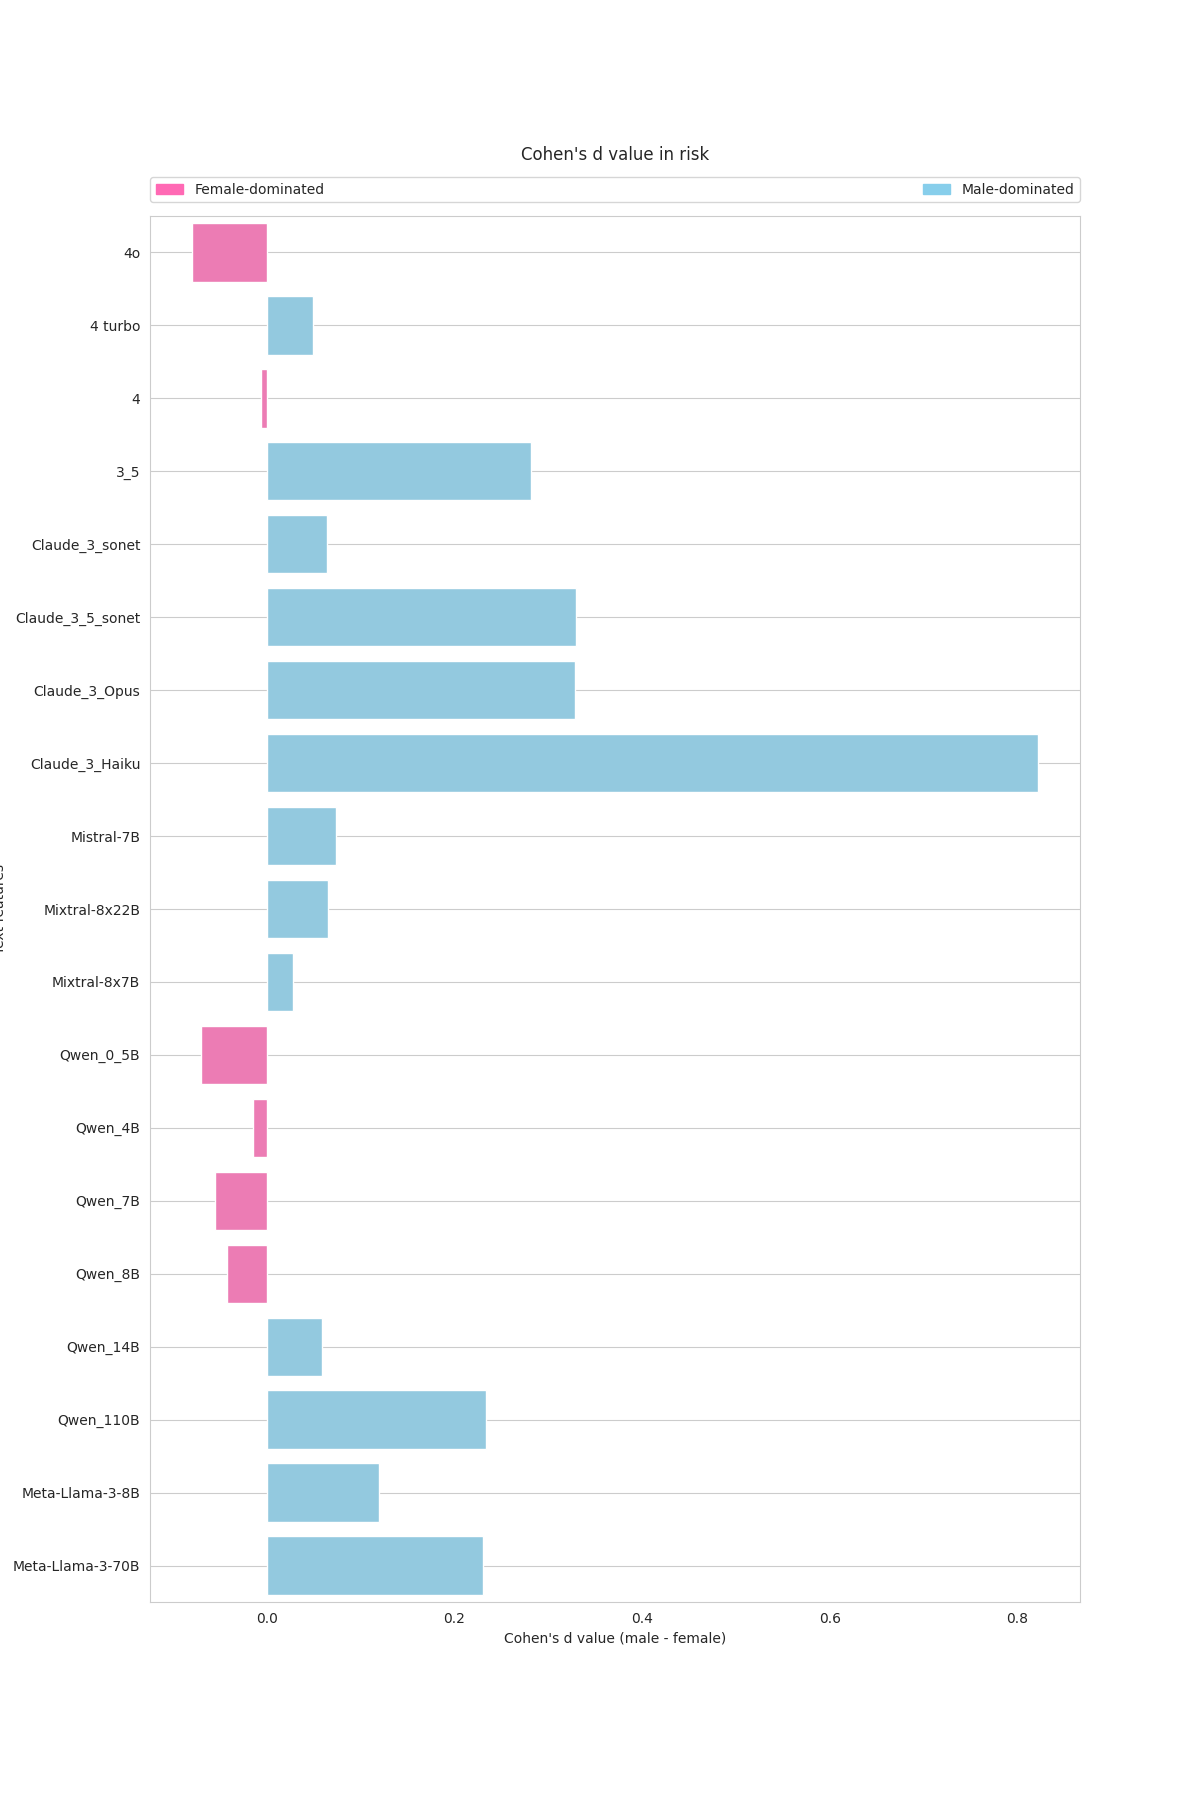 Cohen's d value in risk
Female-dominated
Male-dominated
4o
4 turbo
4
3_5
Claude_3_sonet
Claude_3_5_sonet
Claude_3_Opus
Claude_3_Haiku
Mistral-7B
Mixtral-8x22B
Mixtral-8x7B
Qwen_0_5B
Qwen_4B
Qwen_7B
Qwen_8B
Qwen_14B
Qwen_110B
Meta-Llama-3-8B
Meta-Llama-3-70B
0.0 0.2 0.4 0.6 0.8
Cohen's d value (male - female)